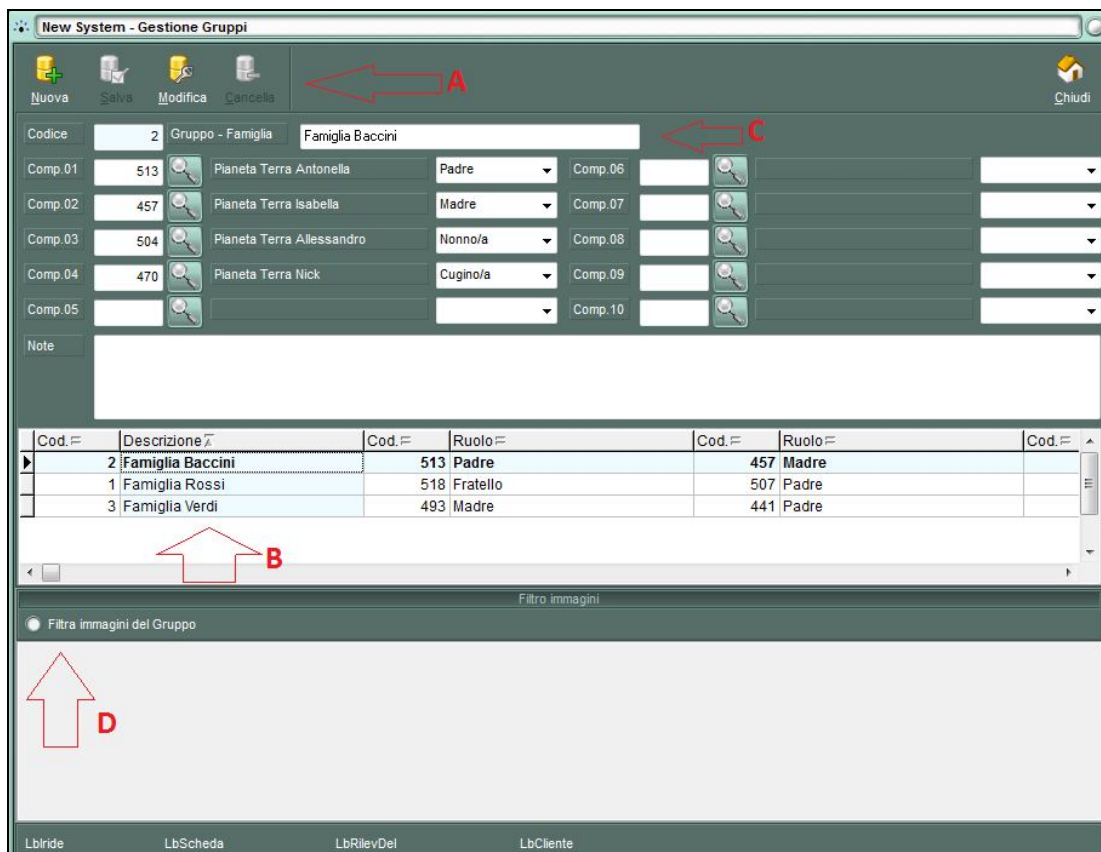 New System - Gestione Gruppi
Nuova Salva Modifica Cancella A Chiudi
Codice 2 Gruppo - Famiglia Famiglia Baccini C
Comp.01 513 Pianeta Terra Antonella Padre Comp.06
Comp.02 457 Pianeta Terra Isabella Madre Comp.07
Comp.03 504 Pianeta Terra Allessandro Nonno/a Comp.08
Comp.04 470 Pianeta Terra Nick Cugino/a Comp.09
Comp.05 Comp.10
Note
Cod. Descrizione Cod. Ruolo Cod. Ruolo Cod.
2 Famiglia Baccini 513 Padre 457 Madre
1 Famiglia Rossi 518 Fratello 507 Padre
3 Famiglia Verdi 493 Madre 441 Padre
B
Filtro immagini
Filtra immagini del Gruppo
D
LbIride LbScheda LbRilevDel LbCliente